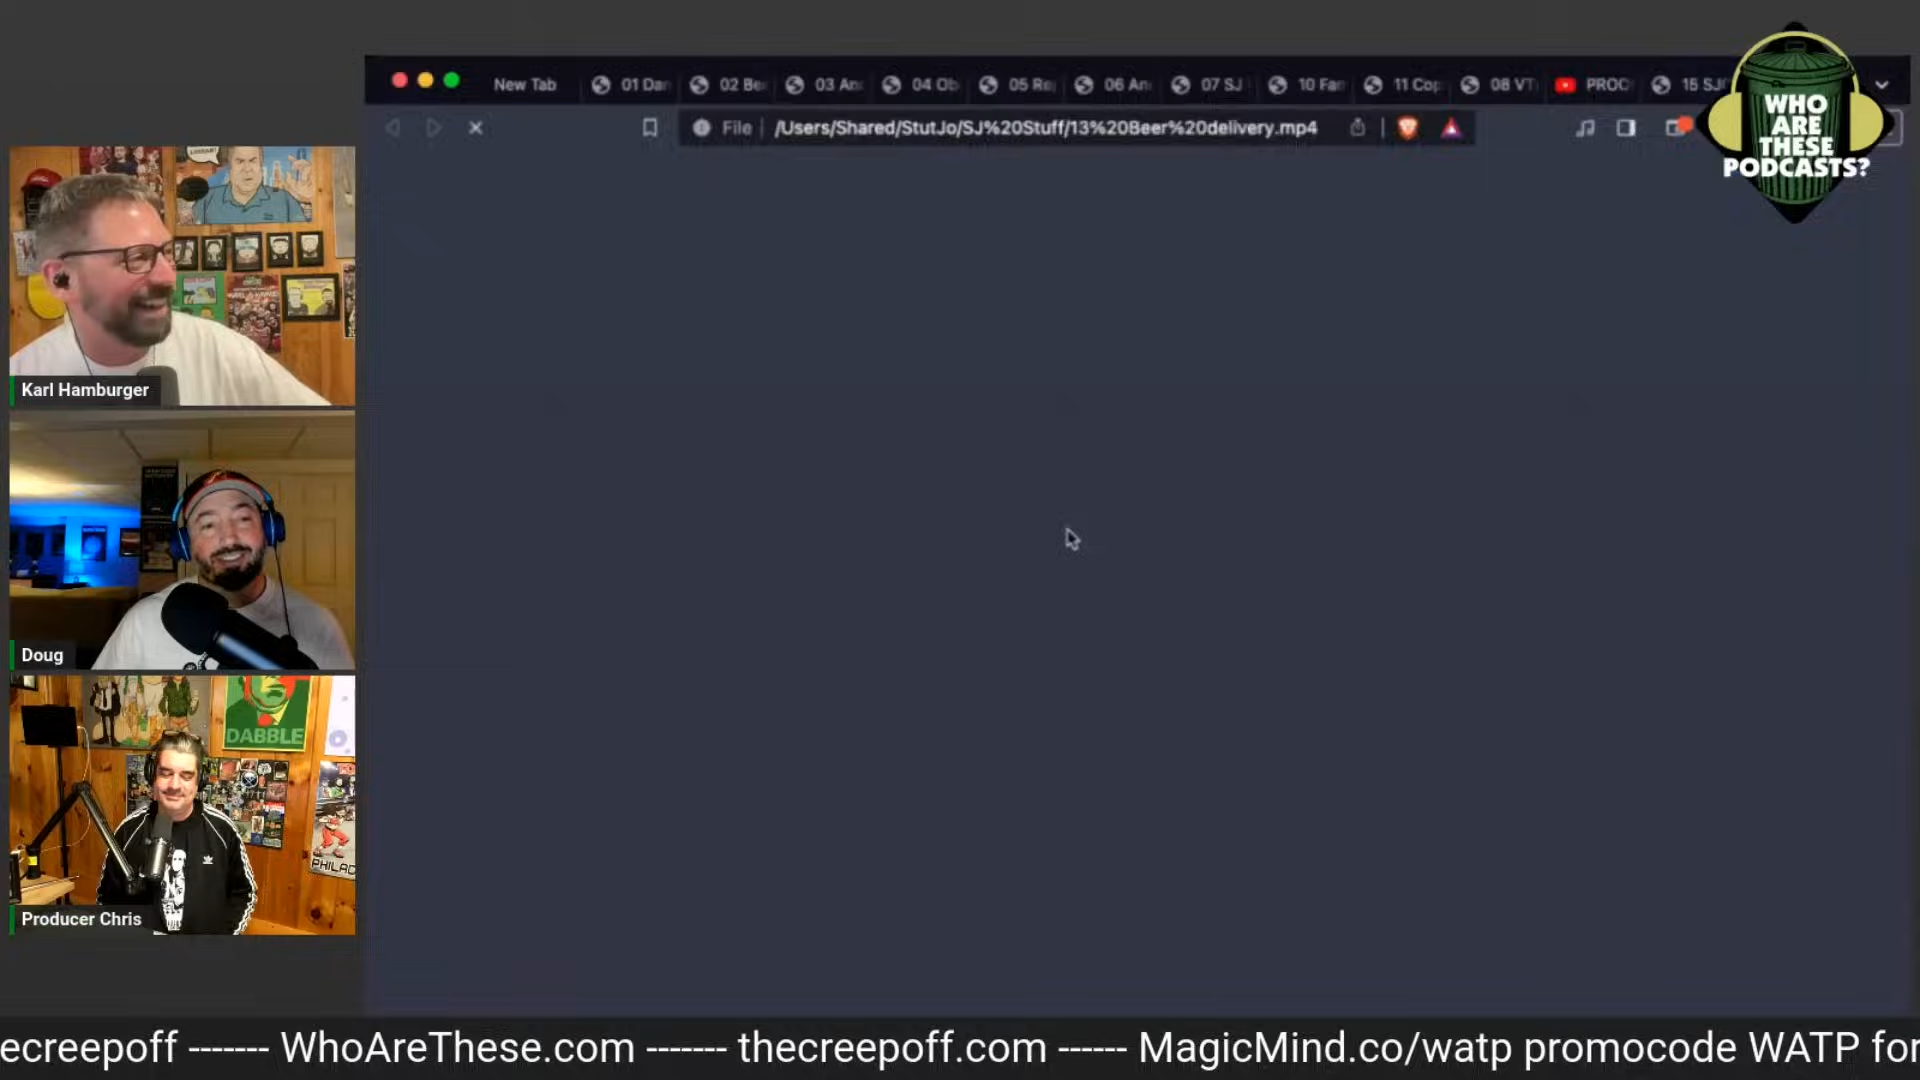 New Tab
01 Dan
02 Be
03 An
04 Ob
05 Re
06 An
07 SJ
10 Fan
11 Cop
08 VT
PROC
15 SJ
File
/Users/Shared/StutJo/SJ%20Stuff/13%20Beer%20delivery.mp4
WHO
ARE
THESE
PODCASTS?
Karl Hamburger
Doug
DABBLE
PHILAD
Producer Chris
ecreepoff ------- WhoAreThese.com ------- thecreepoff.com ------ MagicMind.co/watp promocode WATP for